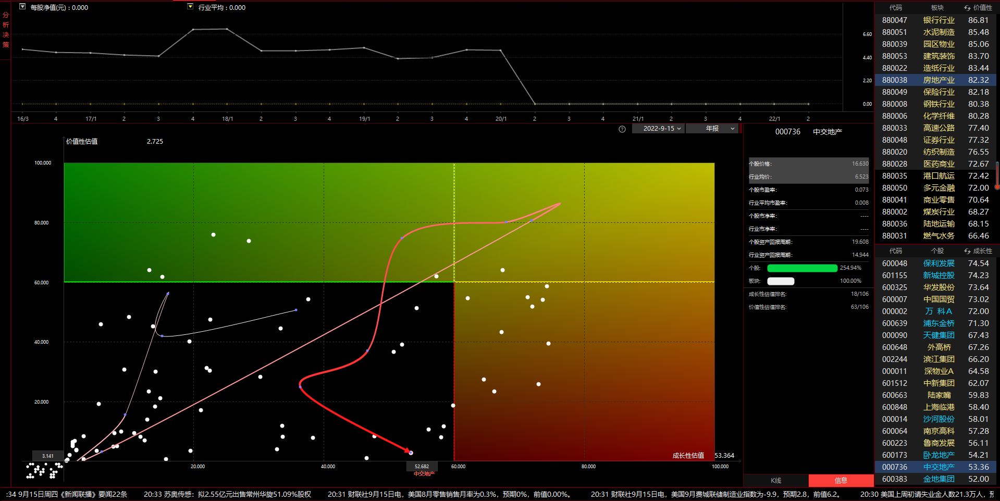 分析决策
每股净值(元) : 0.000
行业平均 : 0.000
6.60
4.40
2.20
0.00
16/3 4 17/1 2 3 4 18/1 2 3 4 19/1 2 3 4 20/1 2 3 4 21/1 2 3 4 22/1 2
2022-9-15 年报
价值性估值 2.725
100.000
80.000
60.000
40.000
20.000
3.141
成长性估值 53.364
20.000 40.000 52.682 60.000 80.000 100.000
中交地产
000736 中交地产
个股价格: 16.630
行业均价: 6.523
个股市盈率: 0.073
行业平均市盈率: 0.008
个股市净率: ----
行业市净率: ----
个股资产回报周期: 19.608
行业资产回报周期: 14.944
个股: 254.94%
板块: 100.00%
成长性估值排名: 18/106
价值性估值排名: 63/106
K线 信息
代码 板块 价值性
880047 银行行业 86.81
880051 水泥制造 85.48
880039 园区物业 85.06
880053 建筑装饰 83.70
880022 造纸行业 83.44
880038 房地产业 82.32
880049 保险行业 82.18
880008 钢铁行业 80.38
880006 化学纤维 80.28
880033 高速公路 77.40
880048 证券行业 77.32
880020 纺织制造 76.55
880028 医药商业 72.67
880035 港口航运 72.42
880050 多元金融 72.00
880041 商业零售 70.64
880002 煤炭行业 68.27
880036 陆地运输 68.15
880031 燃气水务 66.46
代码 个股 成长性
600048 保利发展 74.54
601155 新城控股 74.23
600325 华发股份 73.64
600007 中国国贸 73.02
000002 万 科A 72.00
600639 浦东金桥 71.30
000090 天健集团 67.43
600648 外高桥 67.26
002244 滨江集团 66.20
000011 深物业A 64.58
601512 中新集团 62.07
600663 陆家嘴 59.83
600848 上海临港 58.40
000014 沙河股份 58.01
600064 南京高科 57.28
600223 鲁商发展 56.11
600173 卧龙地产 54.21
000736 中交地产 53.36
600383 金地集团 52.00
:34 9月15日周四《新闻联播》要闻22条 20:33 苏奥传感：拟2.55亿元出售常州华旋51.09%股权 20:31 财联社9月15日电，美国8月零售销售月率为0.3%，预期0%，前值0.00%。 20:31 财联社9月15日电，美国9月费城联储制造业指数为-9.9，预期2.8，前值6.2。 20:30 美国上周初请失业金人数21.3万人，预